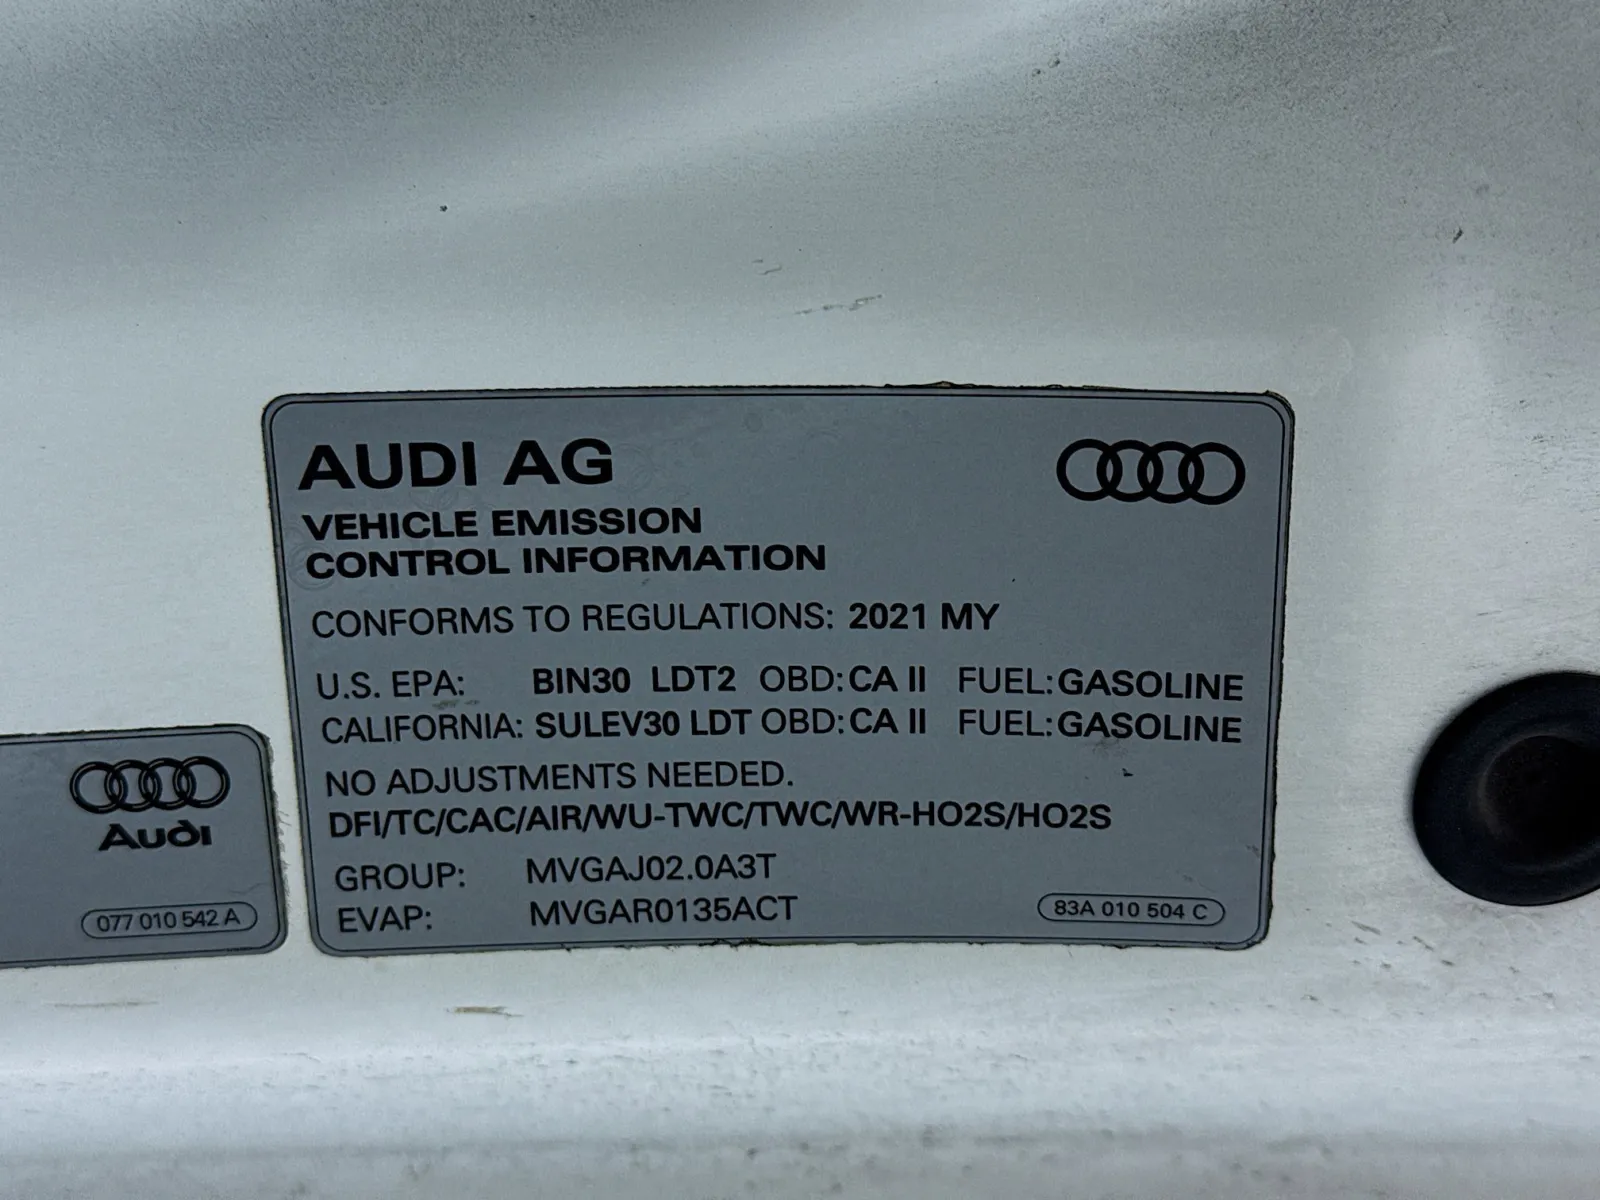 AUDI AG
VEHICLE EMISSION
CONTROL INFORMATION
CONFORMS TO REGULATIONS: 2021 MY
U.S. EPA: BIN30 LDT2 OBD: CA II FUEL: GASOLINE
CALIFORNIA: SULEV30 LDT OBD: CA II FUEL: GASOLINE
NO ADJUSTMENTS NEEDED.
DFI/TC/CAC/AIR/WU-TWC/TWC/WR-HO2S/HO2S
GROUP: MVGAJ02.0A3T
EVAP: MVGAR0135ACT
83A 010 504 C
Audi
077 010 542 A